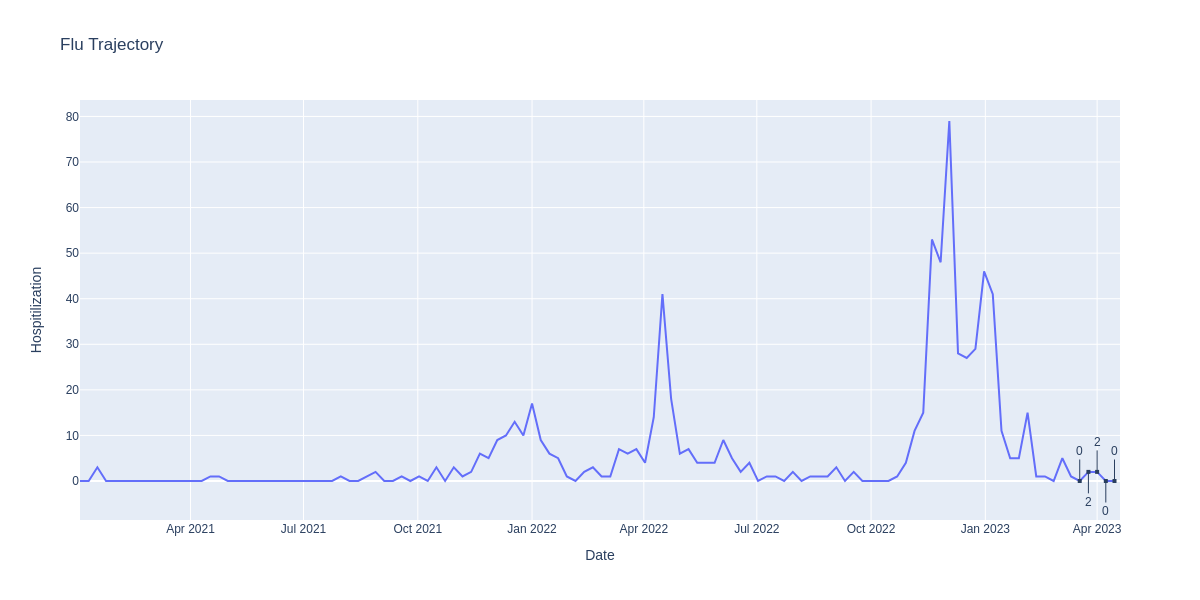 Flu Trajectory
80
70
60
50
40
30
20
10
0
Hospitilization
0
2
2
0
0
Apr 2021
Jul 2021
Oct 2021
Jan 2022
Apr 2022
Jul 2022
Oct 2022
Jan 2023
Apr 2023
Date